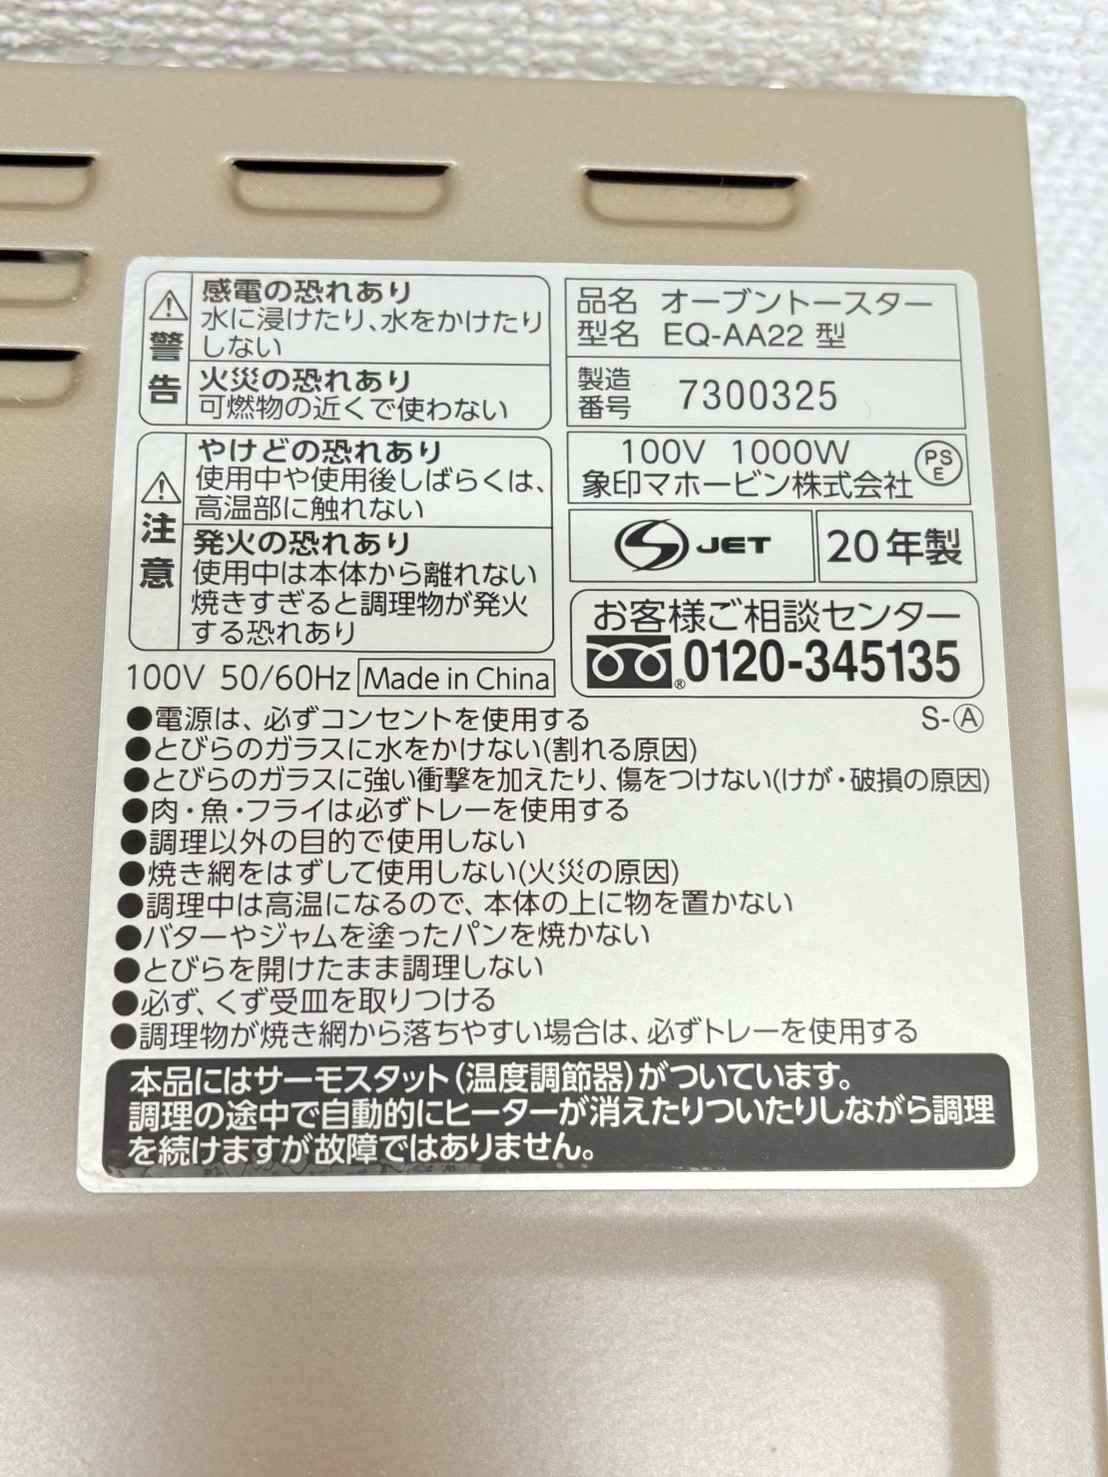 ⚠警告
感電の恐れあり
水に浸けたり、水をかけたり
しない
火災の恐れあり
可燃物の近くで使わない
⚠注意
やけどの恐れあり
使用中や使用後しばらくは、
高温部に触れない
発火の恐れあり
使用中は本体から離れない
焼きすぎると調理物が発火
する恐れあり
100V 50/60Hz Made in China
品名 オーブントースター
型名 EQ-AA22 型
製造番号 7300325
100V 1000W
象印マホービン株式会社
PSE
JET
20年製
お客様ご相談センター
®0120-345135
S-Ⓐ
●電源は、必ずコンセントを使用する
●とびらのガラスに水をかけない(割れる原因)
●とびらのガラスに強い衝撃を加えたり、傷をつけない(けが・破損の原因)
●肉・魚・フライは必ずトレーを使用する
●調理以外の目的で使用しない
●焼き網をはずして使用しない(火災の原因)
●調理中は高温になるので、本体の上に物を置かない
●バターやジャムを塗ったパンを焼かない
●とびらを開けたまま調理しない
●必ず、くず受皿を取りつける
●調理物が焼き網から落ちやすい場合は、必ずトレーを使用する
本品にはサーモスタット(温度調節器)がついています。
調理の途中で自動的にヒーターが消えたりついたりしながら調理
を続けますが故障ではありません。